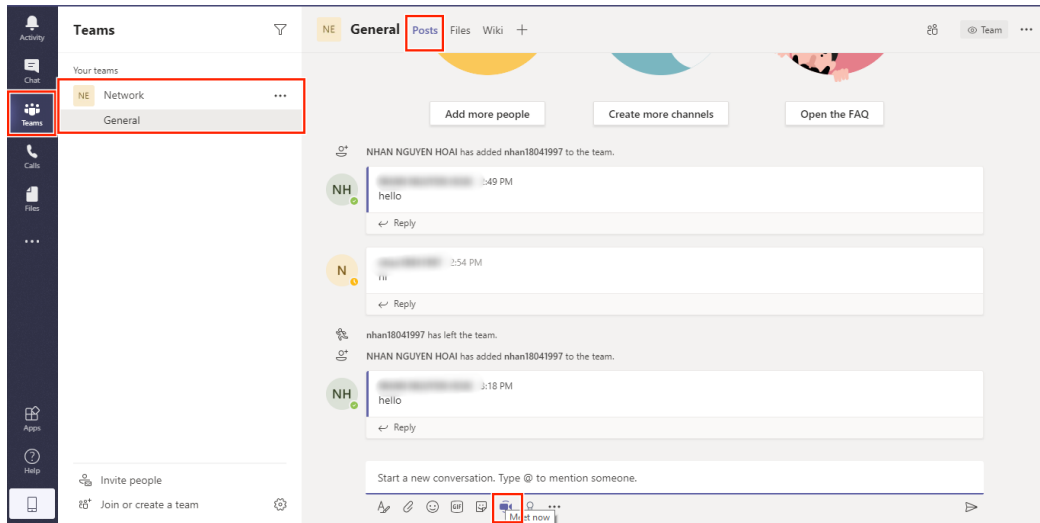 Activity
Chat
Teams
Calls
Files
Apps
Help
Teams
Your teams
NE Network
General
Invite people
Join or create a team
NE General Posts Files Wiki
Team
Add more people
Create more channels
Open the FAQ
NHAN NGUYEN HOAI has added nhan18041997 to the team.
NH
:49 PM
hello
Reply
N
2:54 PM
hi
Reply
nhan18041997 has left the team.
NHAN NGUYEN HOAI has added nhan18041997 to the team.
NH
:18 PM
hello
Reply
Start a new conversation. Type @ to mention someone.
GIF
Meet now